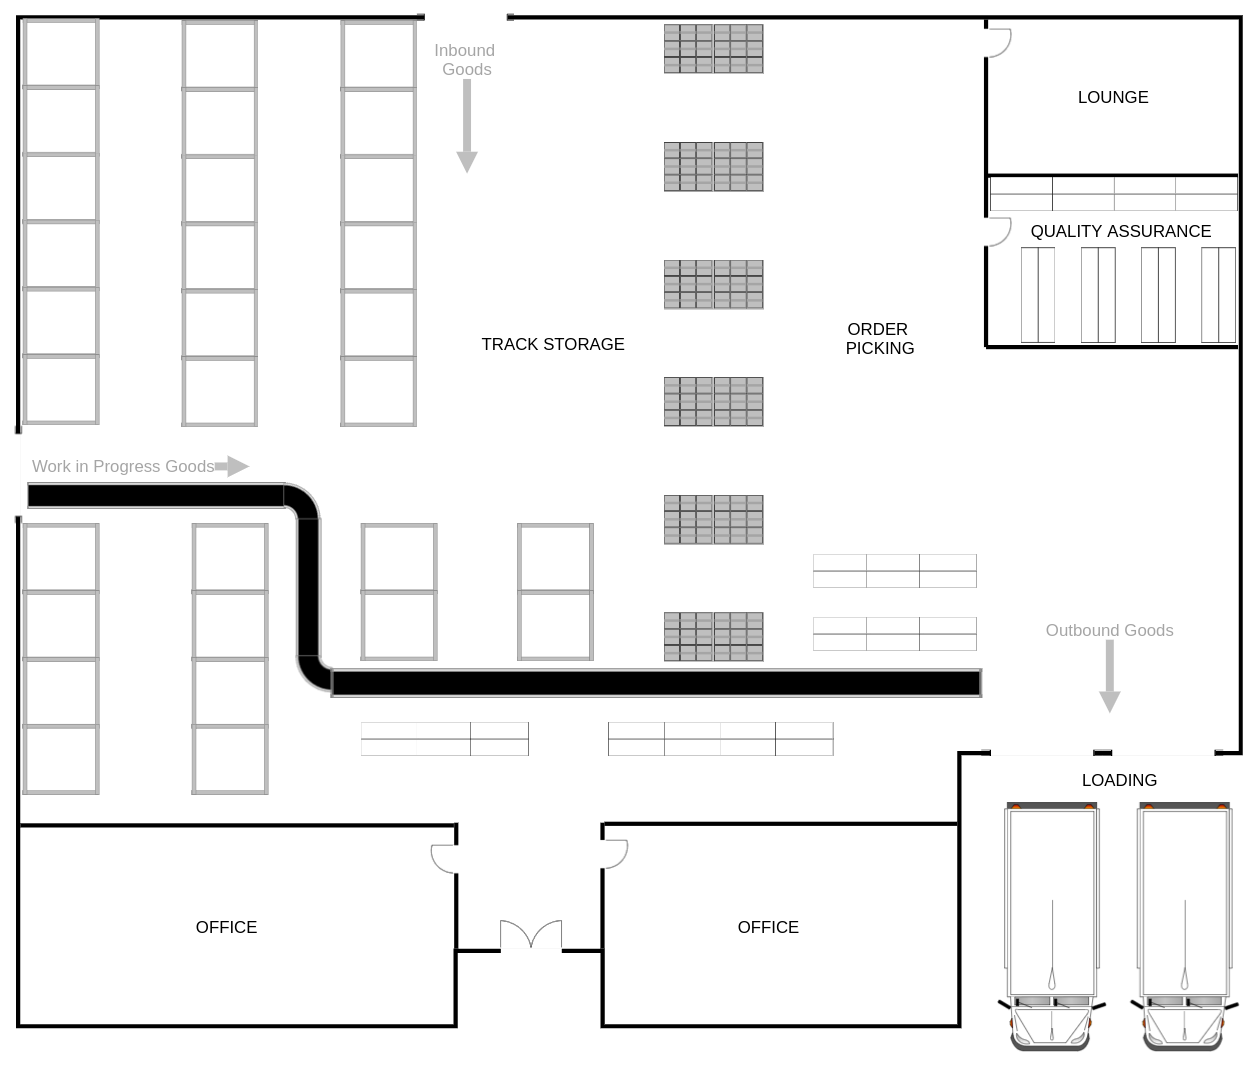 Inbound
Goods
LOUNGE
QUALITY ASSURANCE
TRACK STORAGE
ORDER
PICKING
Work in Progress Goods
Outbound Goods
LOADING
OFFICE
OFFICE